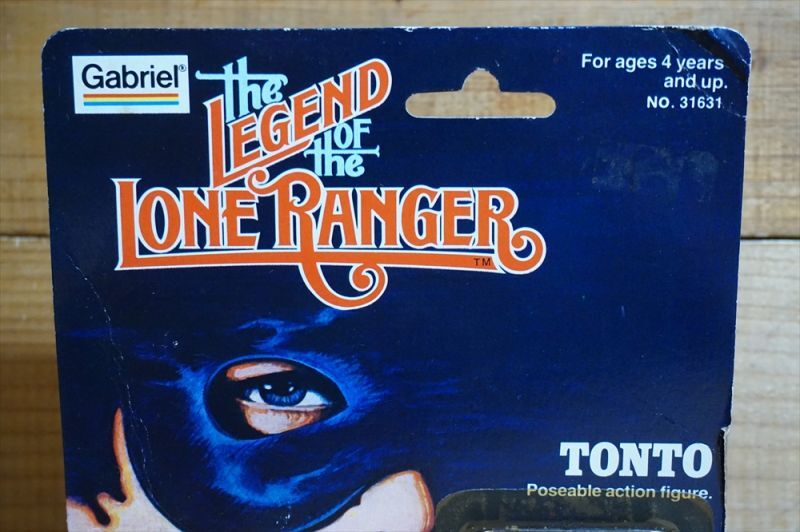 Gabriel®
the
LEGEND
OF
the
LONE RANGER
TM
For ages 4 years
and up.
NO. 31631
TONTO
Poseable action figure.